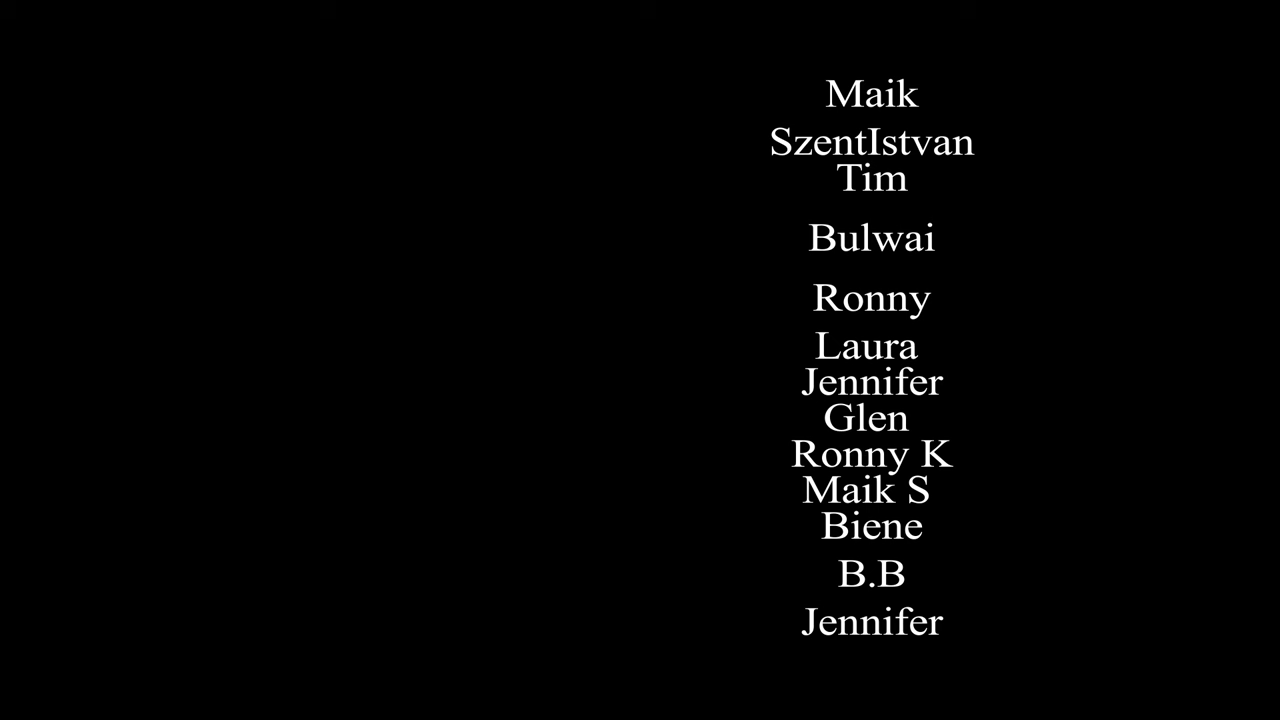 Maik
SzentIstvan
Tim
Bulwai
Ronny
Laura
Jennifer
Glen
Ronny K
Maik S
Biene
B.B
Jennifer